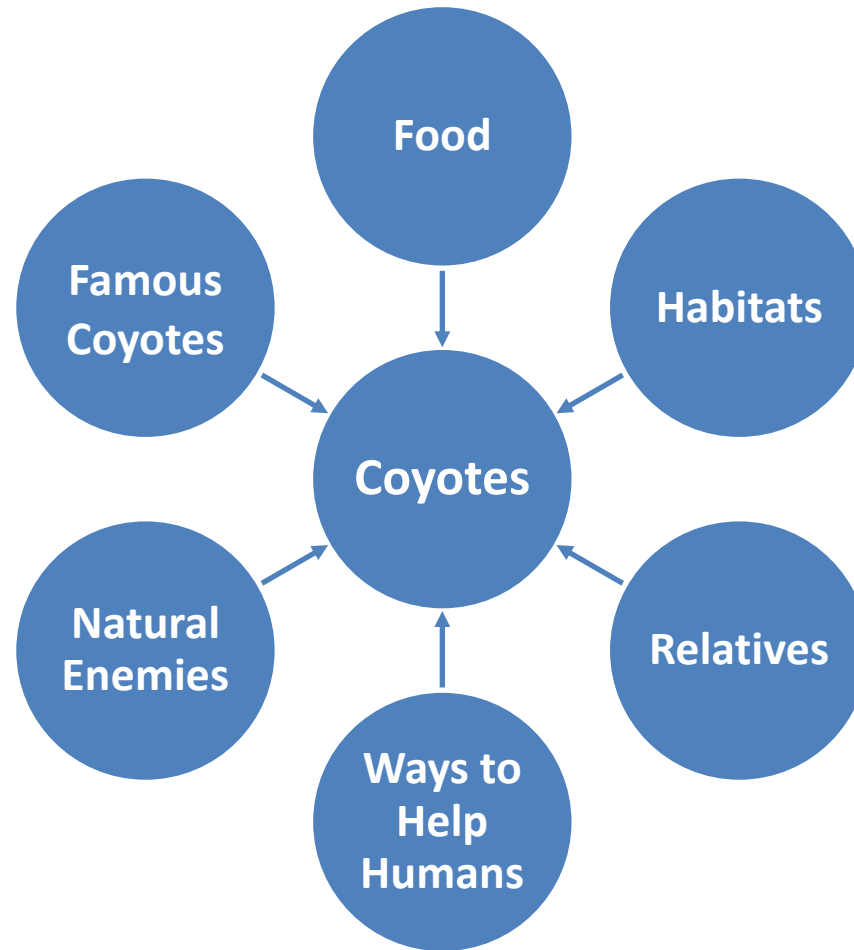 Food
Famous
Coyotes
Habitats
Coyotes
Natural
Enemies
Relatives
Ways to
Help
Humans